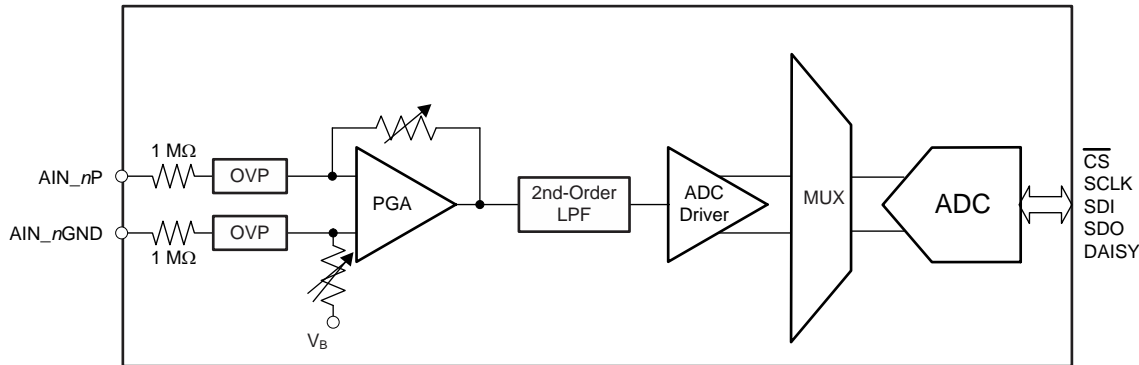 1 MΩ
AIN_nP
OVP
AIN_nGND
OVP
1 MΩ
V_B
PGA
2nd-Order
LPF
ADC
Driver
MUX
ADC
CS
SCLK
SDI
SDO
DAISY